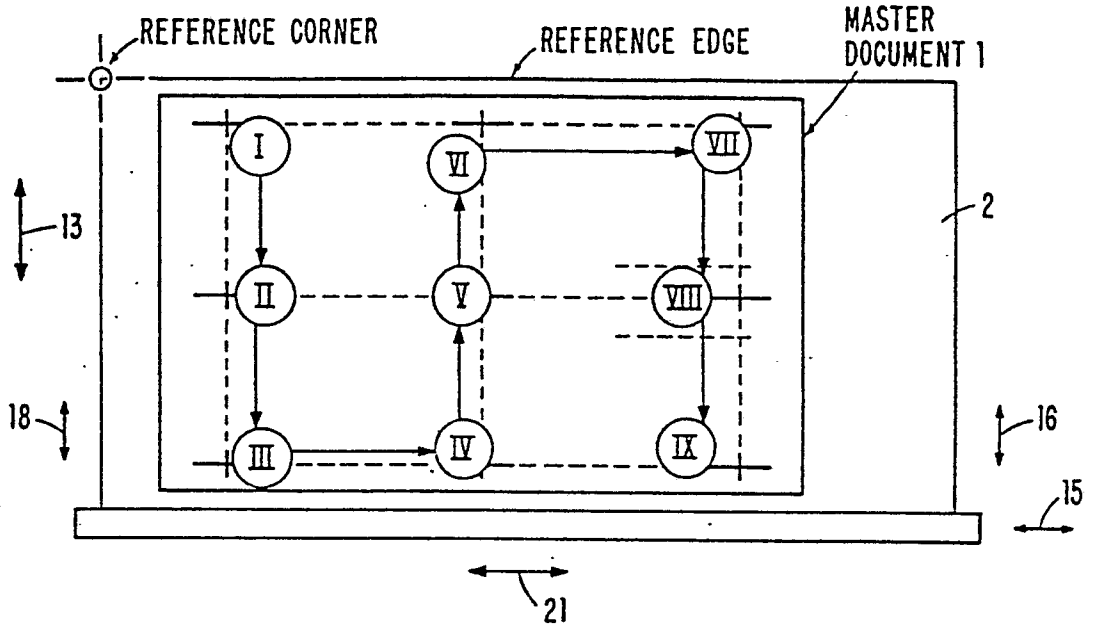 REFERENCE CORNER
REFERENCE EDGE
MASTER
DOCUMENT 1
I
VI
VII
2
13
II
V
VIII
18
16
III
IV
IX
15
21